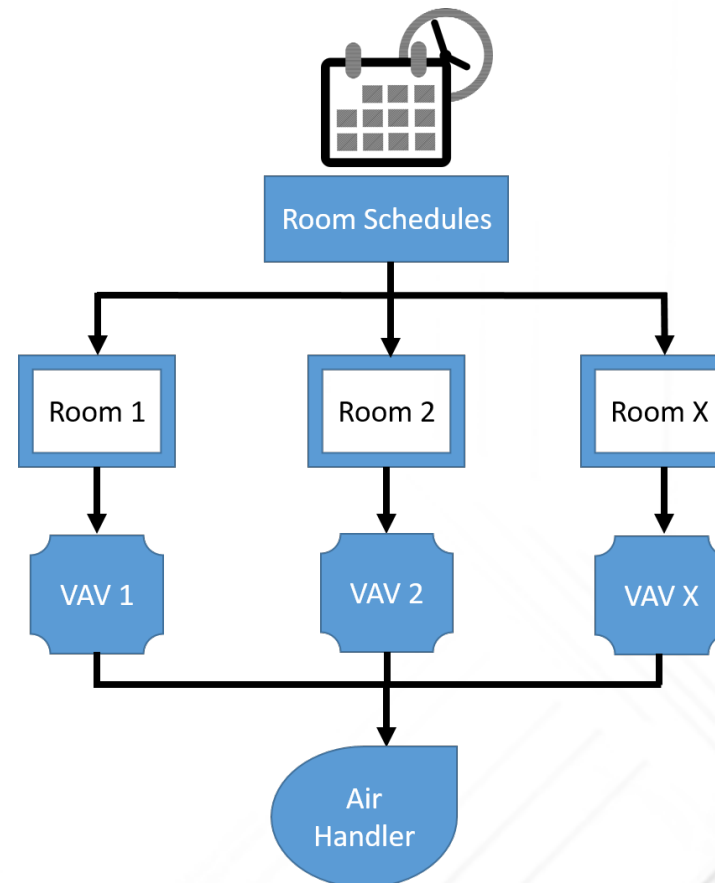 Room Schedules
Room 1
Room 2
Room X
VAV 1
VAV 2
VAV X
Air
Handler